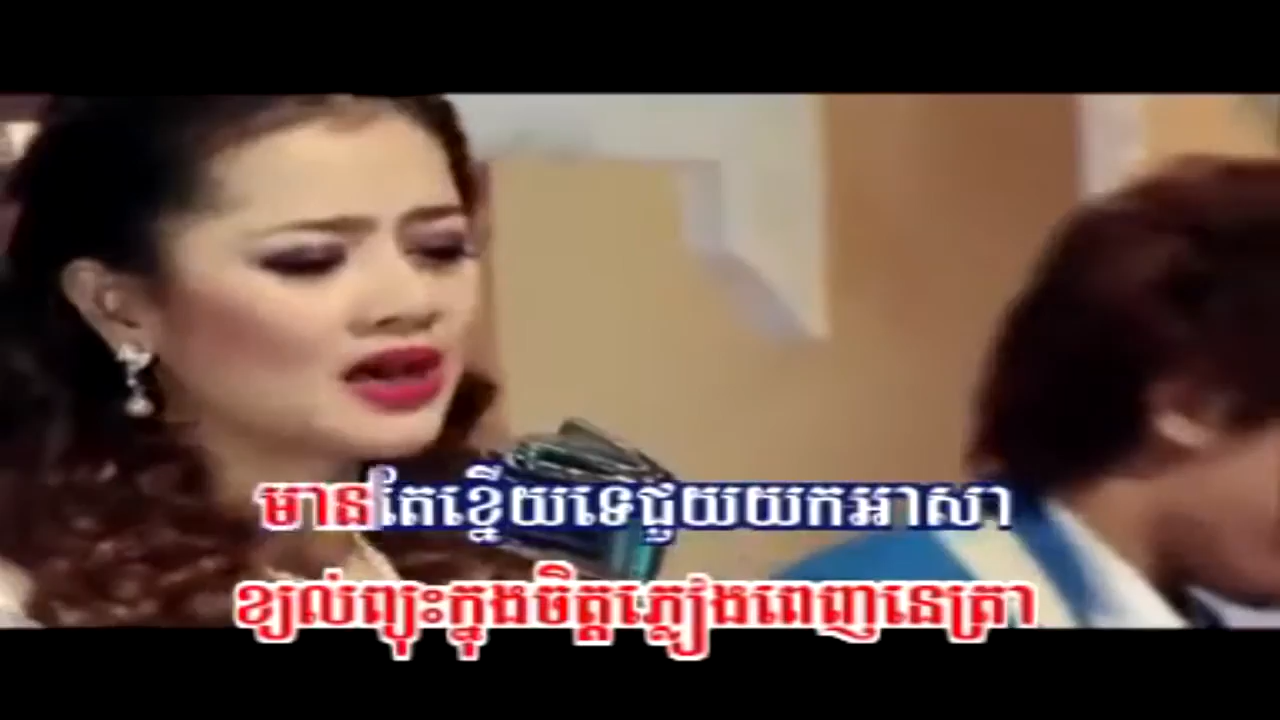 មានតែខ្នើយទេជួយយកអាសា
ខ្យល់ព្យុះក្នុងចិត្តភ្លៀងពេញនេត្រា